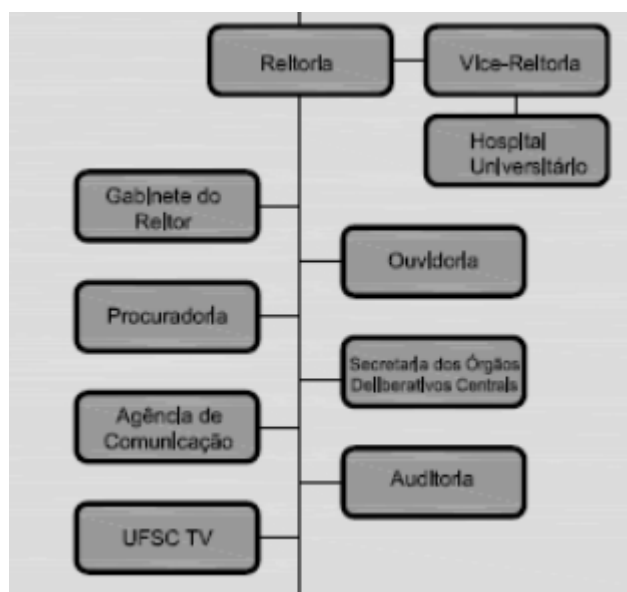 Reitoria
Vice-Reitoria
Hospital
Universitário
Gabinete do
Reitor
Ouvidoria
Procuradoria
Secretaria dos Órgãos
Deliberativos Centrais
Agência de
Comunicação
Auditoria
UFSC TV